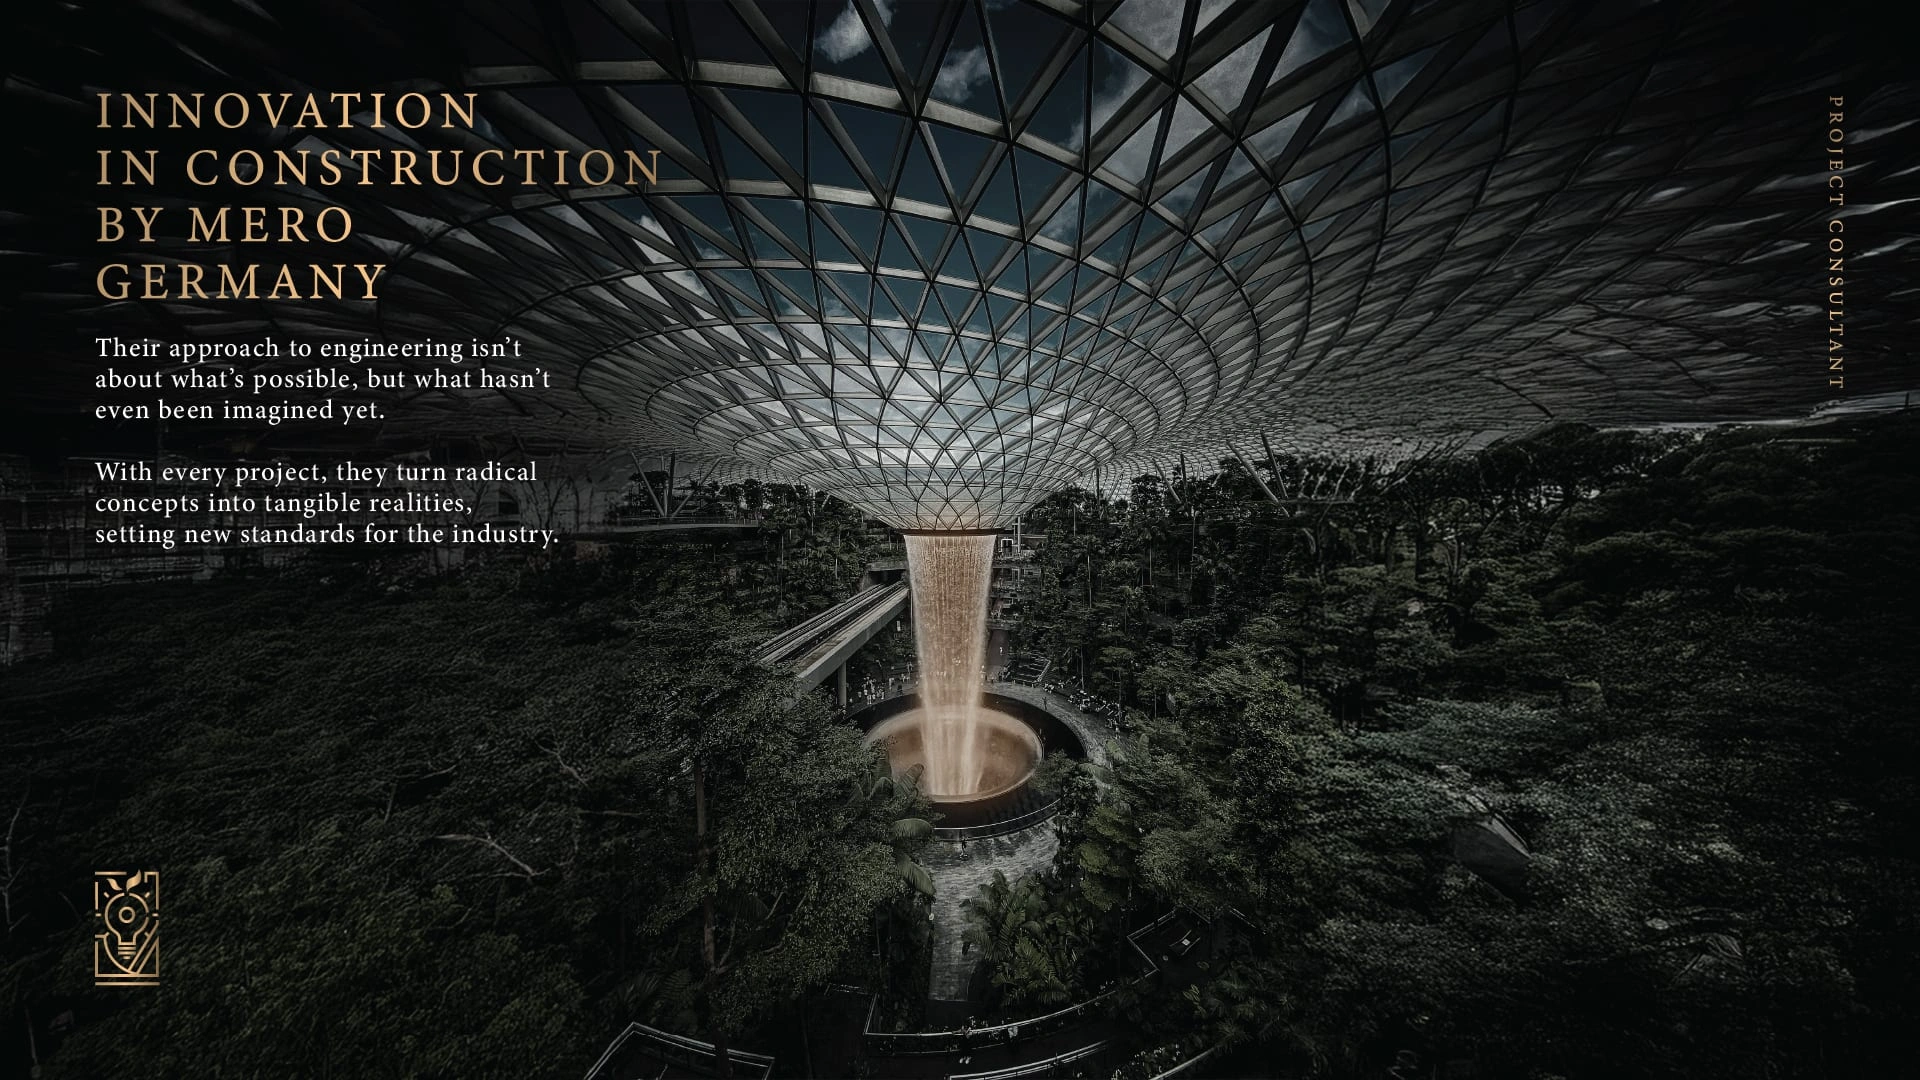 INNOVATION
IN CONSTRUCTION
BY MERO
GERMANY
Their approach to engineering isn’t
about what’s possible, but what hasn’t
even been imagined yet.
With every project, they turn radical
concepts into tangible realities,
setting new standards for the industry.
PROJECT CONSULTANT